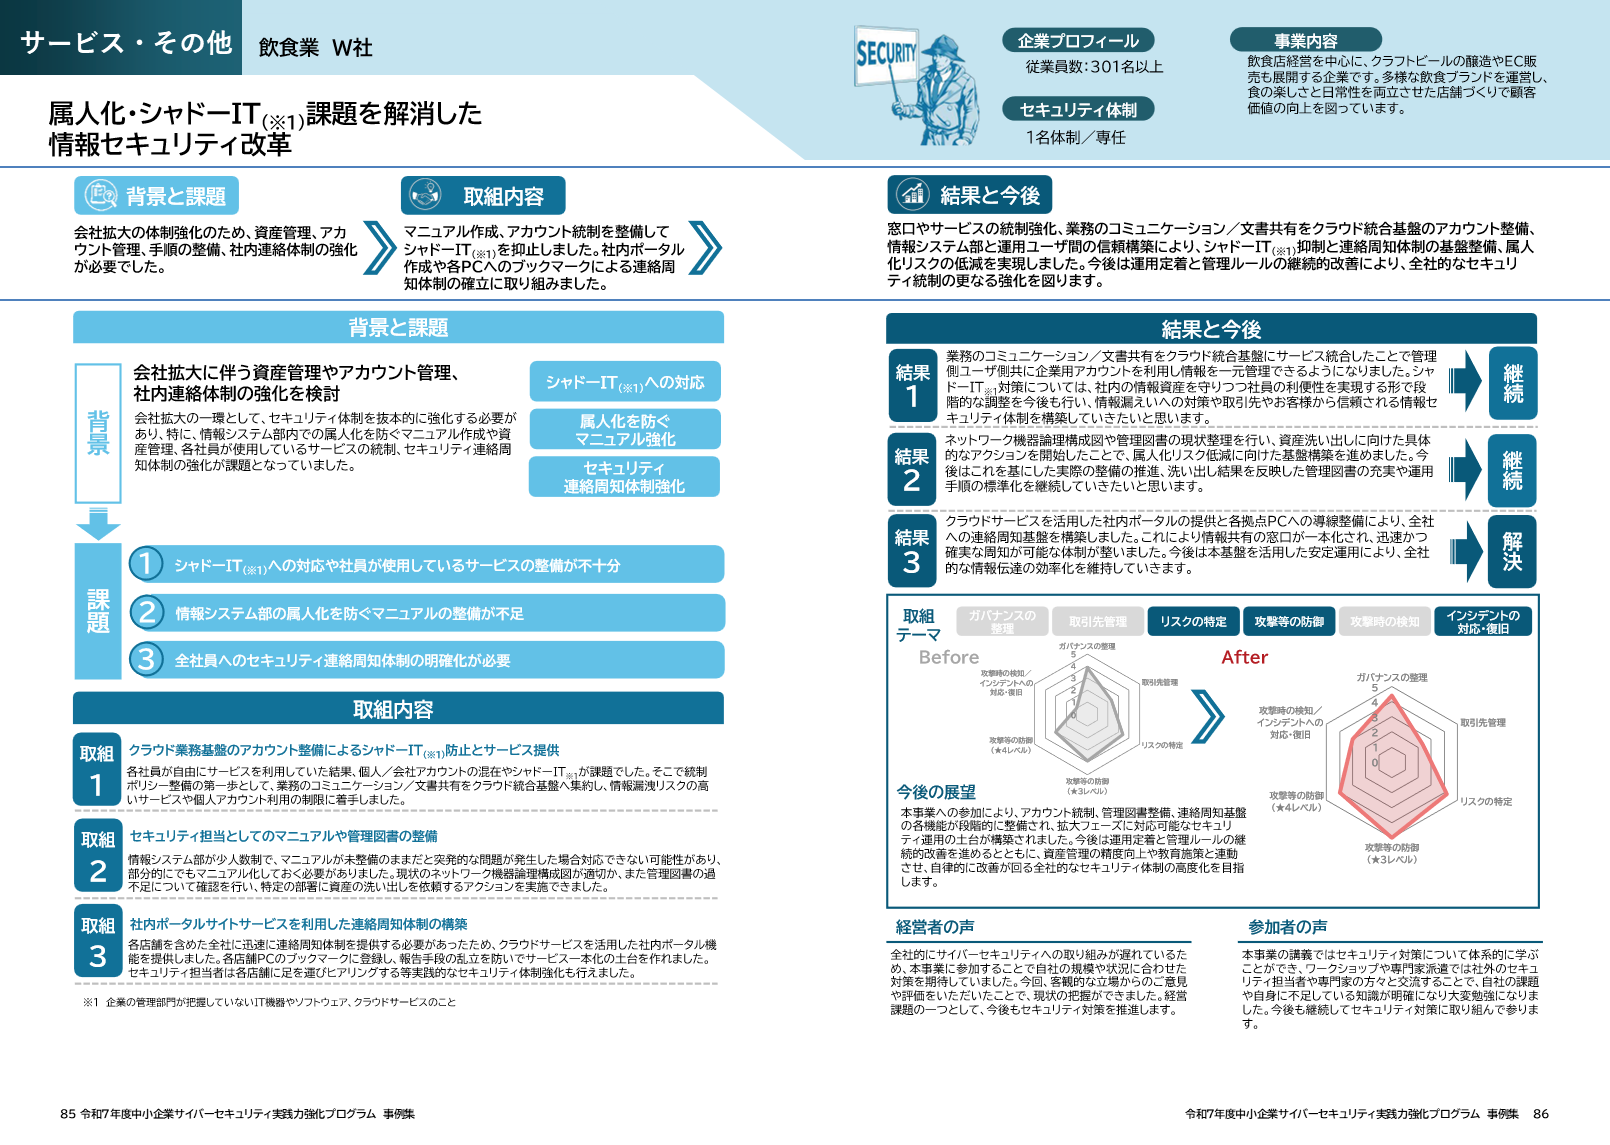 サービス・その他
飲食業 W社
属人化・シャドーIT(※1)課題を解消した
情報セキュリティ改革
SECURITY
企業プロフィール
従業員数：301名以上
セキュリティ体制
1名体制／専任
事業内容
飲食店経営を中心に、クラフトビールの醸造やEC販
売も展開する企業です。多様な飲食ブランドを運営し、
食の楽しさと日常性を両立させた店舗づくりで顧客
価値の向上を図っています。
背景と課題
会社拡大の体制強化のため、資産管理、アカ
ウント管理、手順の整備、社内連絡体制の強化
が必要でした。
取組内容
マニュアル作成、アカウント統制を整備して
シャドーIT(※1)を抑止しました。社内ポータル
作成や各PCへのブックマークによる連絡周
知体制の確立に取り組みました。
結果と今後
窓口やサービスの統制強化、業務のコミュニケーション／文書共有をクラウド統合基盤のアカウント整備、
情報システム部と運用ユーザ間の信頼構築により、シャドーIT(※1)抑制と連絡周知体制の基盤整備、属人
化リスクの低減を実現しました。今後は運用定着と管理ルールの継続的改善により、全社的なセキュリ
ティ統制の更なる強化を図ります。
背景と課題
背景
会社拡大に伴う資産管理やアカウント管理、
社内連絡体制の強化を検討
会社拡大の一環として、セキュリティ体制を抜本的に強化する必要が
あり、特に、情報システム部内での属人化を防ぐマニュアル作成や資
産管理、各社員が使用しているサービスの統制、セキュリティ連絡周
知体制の強化が課題となっていました。
シャドーIT(※1)への対応
属人化を防ぐ
マニュアル強化
セキュリティ
連絡周知体制強化
課題
1 シャドーIT(※1)への対応や社員が使用しているサービスの整備が不十分
2 情報システム部の属人化を防ぐマニュアルの整備が不足
3 全社員へのセキュリティ連絡周知体制の明確化が必要
取組内容
取組
1
クラウド業務基盤のアカウント整備によるシャドーIT(※1)防止とサービス提供
各社員が自由にサービスを利用していた結果、個人／会社アカウントの混在やシャドーIT※1が課題でした。そこで統制
ポリシー整備の第一歩として、業務のコミュニケーション／文書共有をクラウド統合基盤へ集約し、情報漏洩リスクの高
いサービスや個人アカウント利用の制限に着手しました。
取組
2
セキュリティ担当としてのマニュアルや管理図書の整備
情報システム部が少人数制で、マニュアルが未整備のままだと突発的な問題が発生した場合対応できない可能性があり、
部分的にでもマニュアル化しておく必要がありました。現状のネットワーク機器論理構成図が適切か、また管理図書の過
不足について確認を行い、特定の部署に資産の洗い出しを依頼するアクションを実施できました。
取組
3
社内ポータルサイトサービスを利用した連絡周知体制の構築
各店舗を含めた全社に迅速に連絡周知体制を提供する必要があったため、クラウドサービスを活用した社内ポータル機
能を提供しました。各店舗PCのブックマークに登録し、報告手段の乱立を防いでサービス一本化の土台を作れました。
セキュリティ担当者は各店舗に足を運びヒアリングする等実践的なセキュリティ体制強化も行えました。
※1 企業の管理部門が把握していないIT機器やソフトウェア、クラウドサービスのこと
結果と今後
結果
1
業務のコミュニケーション／文書共有をクラウド統合基盤にサービス統合したことで管理
側ユーザ側共に企業用アカウントを利用し情報を一元管理できるようになりました。シャ
ドーIT※1対策については、社内の情報資産を守りつつ社員の利便性を実現する形で段
階的な調整を今後も行い、情報漏えいへの対策や取引先やお客様から信頼される情報セ
キュリティ体制を構築していきたいと思います。
継続
結果
2
ネットワーク機器論理構成図や管理図書の現状整理を行い、資産洗い出しに向けた具体
的なアクションを開始したことで、属人化リスク低減に向けた基盤構築を進めました。今
後はこれを基にした実際の整備の推進、洗い出し結果を反映した管理図書の充実や運用
手順の標準化を継続していきたいと思います。
継続
結果
3
クラウドサービスを活用した社内ポータルの提供と各拠点PCへの導線整備により、全社
への連絡周知基盤を構築しました。これにより情報共有の窓口が一本化され、迅速かつ
確実な周知が可能な体制が整いました。今後は本基盤を活用した安定運用により、全社
的な情報伝達の効率化を維持していきます。
解決
取組
テーマ
ガバナンスの
整理
取引先管理
リスクの特定
攻撃等の防御
攻撃時の検知
インシデントの
対応・復旧
Before
ガバナンスの整理
5
4
3
2
1
0
取引先管理
リスクの特定
攻撃等の防御
（★3レベル）
攻撃等の防御
（★4レベル）
攻撃時の検知／
インシデントへの
対応・復旧
After
ガバナンスの整理
5
4
3
2
1
0
取引先管理
リスクの特定
攻撃等の防御
（★3レベル）
攻撃等の防御
（★4レベル）
攻撃時の検知／
インシデントへの
対応・復旧
今後の展望
本事業への参加により、アカウント統制、管理図書整備、連絡周知基盤
の各機能が段階的に整備され、拡大フェーズに対応可能なセキュリ
ティ運用の土台が構築されました。今後は運用定着と管理ルールの継
続的改善を進めるとともに、資産管理の精度向上や教育施策と連動
させ、自律的に改善が回る全社的なセキュリティ体制の高度化を目指
します。
経営者の声
全社的にサイバーセキュリティへの取り組みが遅れているた
め、本事業に参加することで自社の規模や状況に合わせた
対策を期待していました。今回、客観的な立場からのご意見
や評価をいただいたことで、現状の把握ができました。経営
課題の一つとして、今後もセキュリティ対策を推進します。
参加者の声
本事業の講義ではセキュリティ対策について体系的に学ぶ
ことができ、ワークショップや専門家派遣では社外のセキュ
リティ担当者や専門家の方々と交流することで、自社の課題
や自身に不足している知識が明確になり大変勉強になりま
した。今後も継続してセキュリティ対策に取り組んで参りま
す。
85 令和7年度中小企業サイバーセキュリティ実践力強化プログラム 事例集
令和7年度中小企業サイバーセキュリティ実践力強化プログラム 事例集 86